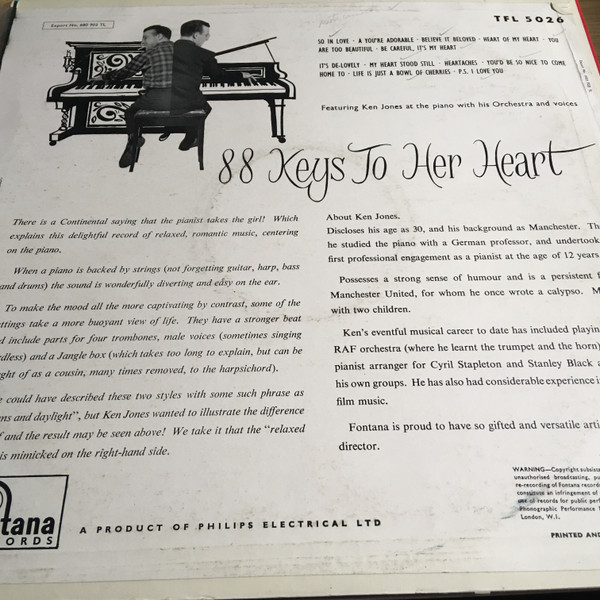 Export No. 680 953 TL
TFL 5026
SO IN LOVE · A YOU'RE ADORABLE · BELIEVE IT BELOVED · HEART OF MY HEART · YOU
ARE TOO BEAUTIFUL · BE CAREFUL, IT'S MY HEART
IT'S DE-LOVELY · MY HEART STOOD STILL · HEARTACHES · YOU'D BE SO NICE TO COME
HOME TO · LIFE IS JUST A BOWL OF CHERRIES · P.S. I LOVE YOU
Featuring Ken Jones at the piano with his Orchestra and voices
88 Keys To Her Heart
There is a Continental saying that the pianist takes the girl! Which
explains this delightful record of relaxed, romantic music, centering
on the piano.
When a piano is backed by strings (not forgetting guitar, harp, bass
and drums) the sound is wonderfully diverting and easy on the ear.
To make the mood all the more captivating by contrast, some of the
ttings take a more buoyant view of life. They have a stronger beat
d include parts for four trombones, male voices (sometimes singing
rdless) and a Jangle box (which takes too long to explain, but can be
ght of as a cousin, many times removed, to the harpsichord).
e could have described these two styles with some such phrase as
ns and daylight", but Ken Jones wanted to illustrate the difference
f and the result may be seen above! We take it that the "relaxed
is mimicked on the right-hand side.
About Ken Jones.
Discloses his age as 30, and his background as Manchester. Th
he studied the piano with a German professor, and undertook
first professional engagement as a pianist at the age of 12 years
Possesses a strong sense of humour and is a persistent f
Manchester United, for whom he once wrote a calypso. M
with two children.
Ken's eventful musical career to date has included playin
RAF orchestra (where he learnt the trumpet and the horn)
pianist arranger for Cyril Stapleton and Stanley Black a
his own groups. He has also had considerable experience i
film music.
Fontana is proud to have so gifted and versatile arti
director.
WARNING—Copyright subsists
unauthorised broadcasting, pu
re-recording of Fontana records
constitute an infringement of
use of records for public perf
Phonographic Performance
London, W.1.
PRINTED AND
tana
ORDS
A PRODUCT OF PHILIPS ELECTRICAL LTD